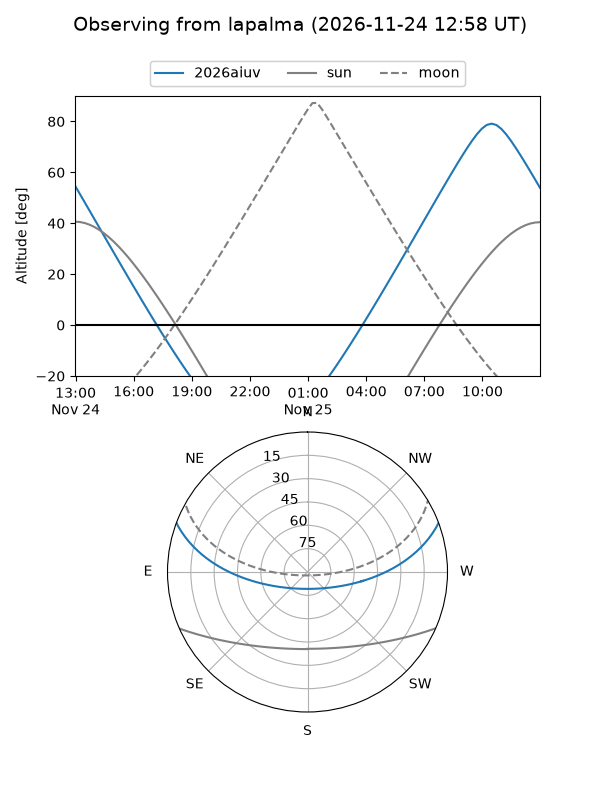 Observing from lapalma (2026-11-24 12:58 UT)
2026aiuv sun moon
Altitude [deg]
80
60
40
20
0
−20
13:00 16:00 19:00 22:00 01:00 04:00 07:00 10:00
Nov 24 Nov 25
N
NE NW
15
30
45
60
75
E W
SE SW
S